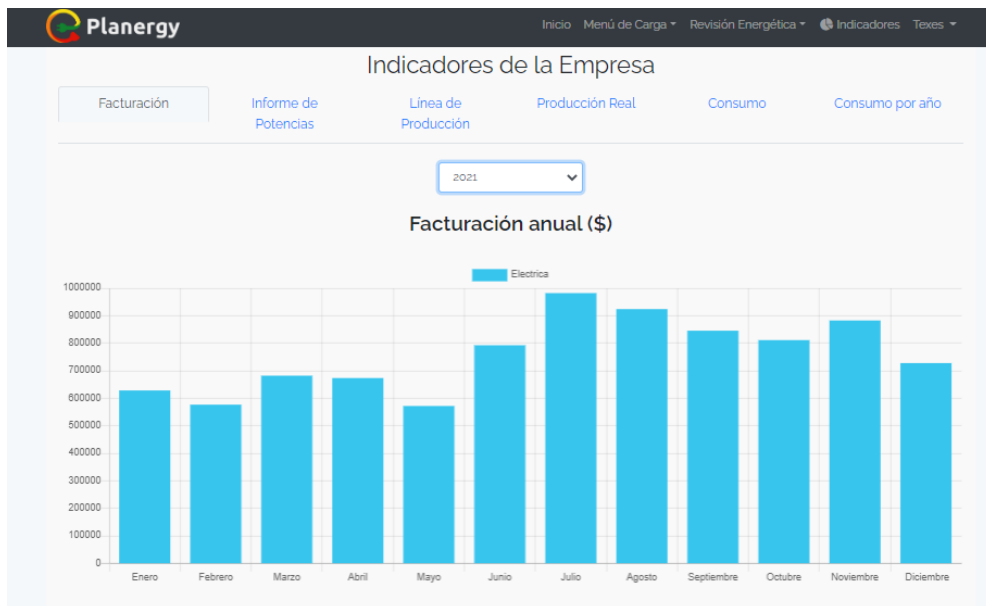 Planergy
Inicio Menú de Carga Revisión Energética Indicadores Texes
Indicadores de la Empresa
Facturación
Informe de
Potencias
Línea de
Producción
Producción Real
Consumo
Consumo por año
2021
Facturación anual ($)
Electrica
1000000
900000
800000
700000
600000
500000
400000
300000
200000
100000
0
Enero Febrero Marzo Abril Mayo Junio Julio Agosto Septiembre Octubre Noviembre Diciembre